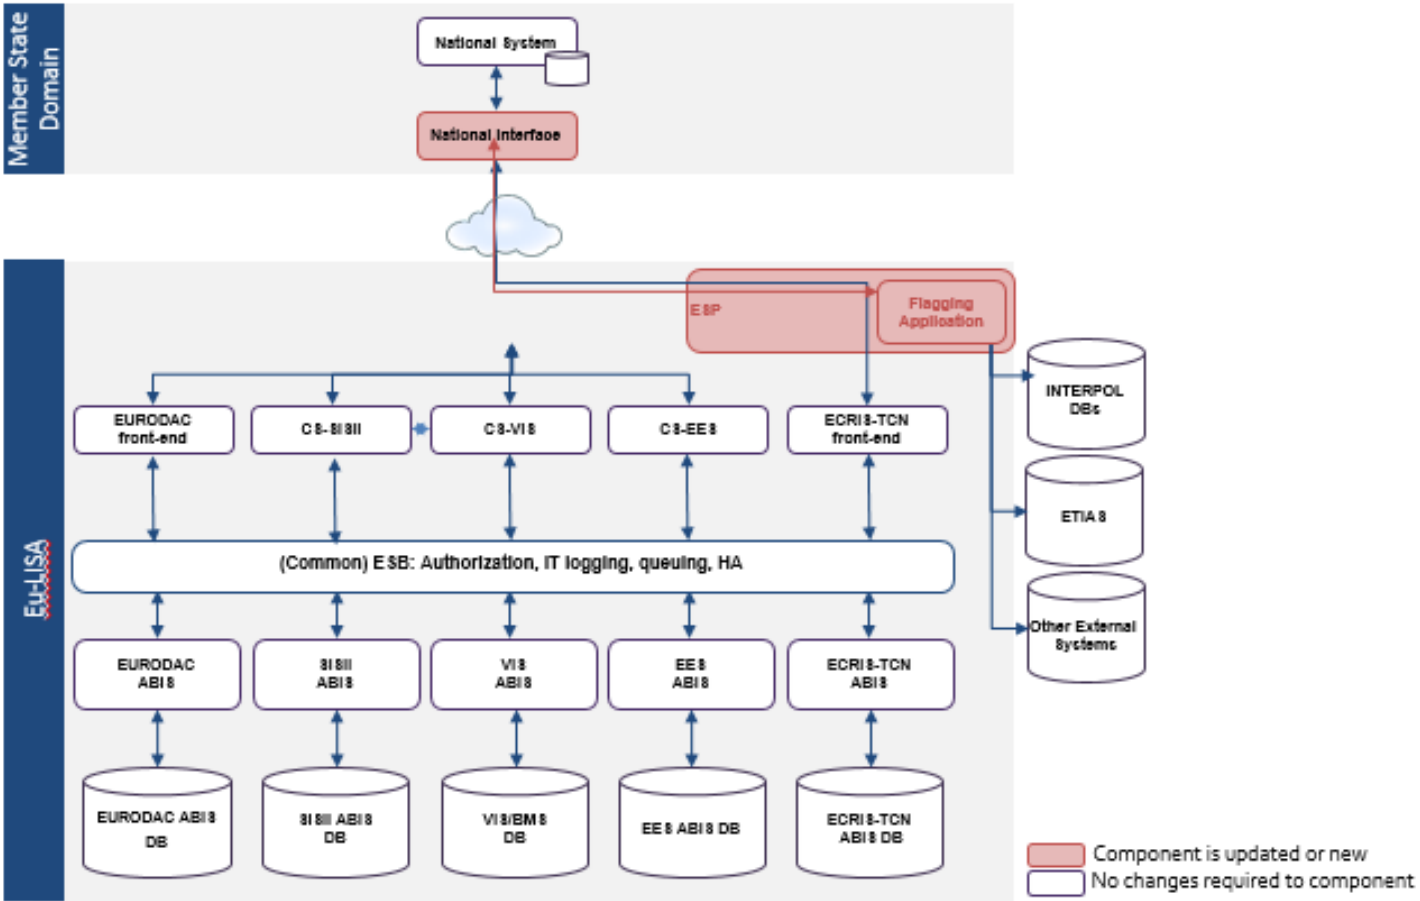 Member State
Domain
National System
National Interface
Eu-LISA
ESP
Flagging
Application
INTERPOL
DBs
ETIAS
Other External
Systems
EURODAC
front-end
CS-SISII
CS-VIS
CS-EES
ECRIS-TCN
front-end
(Common) ESB: Authorization, IT logging, queuing, HA
EURODAC
ABIS
SISII
ABIS
VIS
ABIS
EES
ABIS
ECRIS-TCN
ABIS
EURODAC ABIS
DB
SISII ABIS
DB
VIS/BMS
DB
EES ABIS DB
ECRIS-TCN
ABIS DB
Component is updated or new
No changes required to component